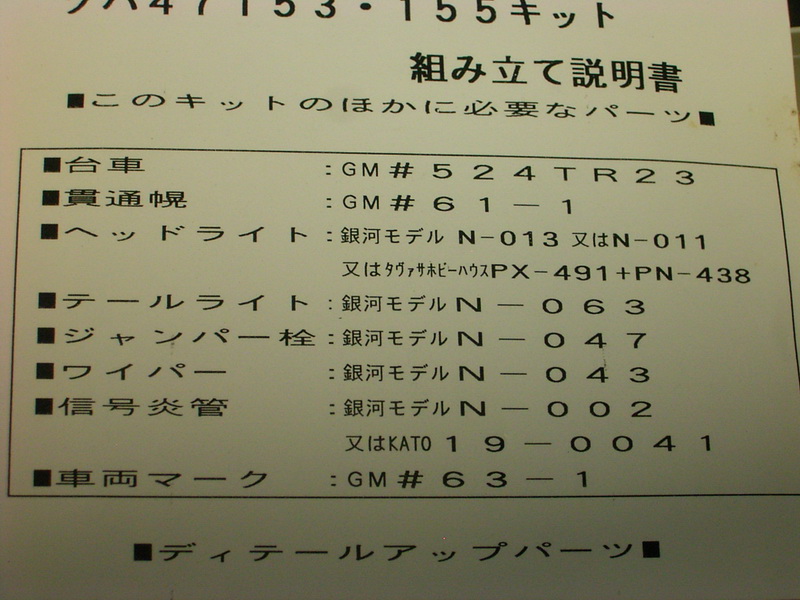 クハ47153・155キット
組み立て説明書
■このキットのほかに必要なパーツ■
■台車:GM#524TR23
■貫通幌:GM#61-1
■ヘッドライト:銀河モデルN-013又はN-011
又はタヴァサホビーハウスPX-491+PN-438
■テールライト:銀河モデルN-063
■ジャンパー栓:銀河モデルN-047
■ワイパー:銀河モデルN-043
■信号炎管:銀河モデルN-002
又はKATO19-0041
■車両マーク:GM#63-1
■ディテールアップパーツ■